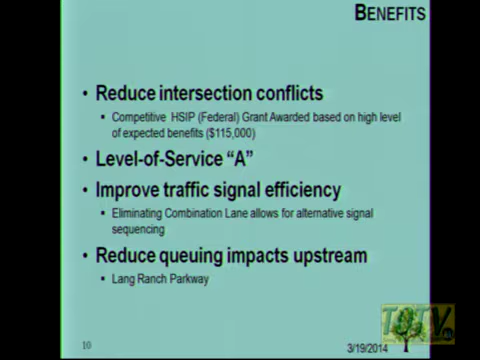 BENEFITS
• Reduce intersection conflicts
▪ Competitive HSIP (Federal) Grant Awarded based on high level
of expected benefits ($115,000)
• Level-of-Service “A”
• Improve traffic signal efficiency
▪ Eliminating Combination Lane allows for alternative signal
sequencing
• Reduce queuing impacts upstream
▪ Lang Ranch Parkway
10
3/19/2014
TOTV